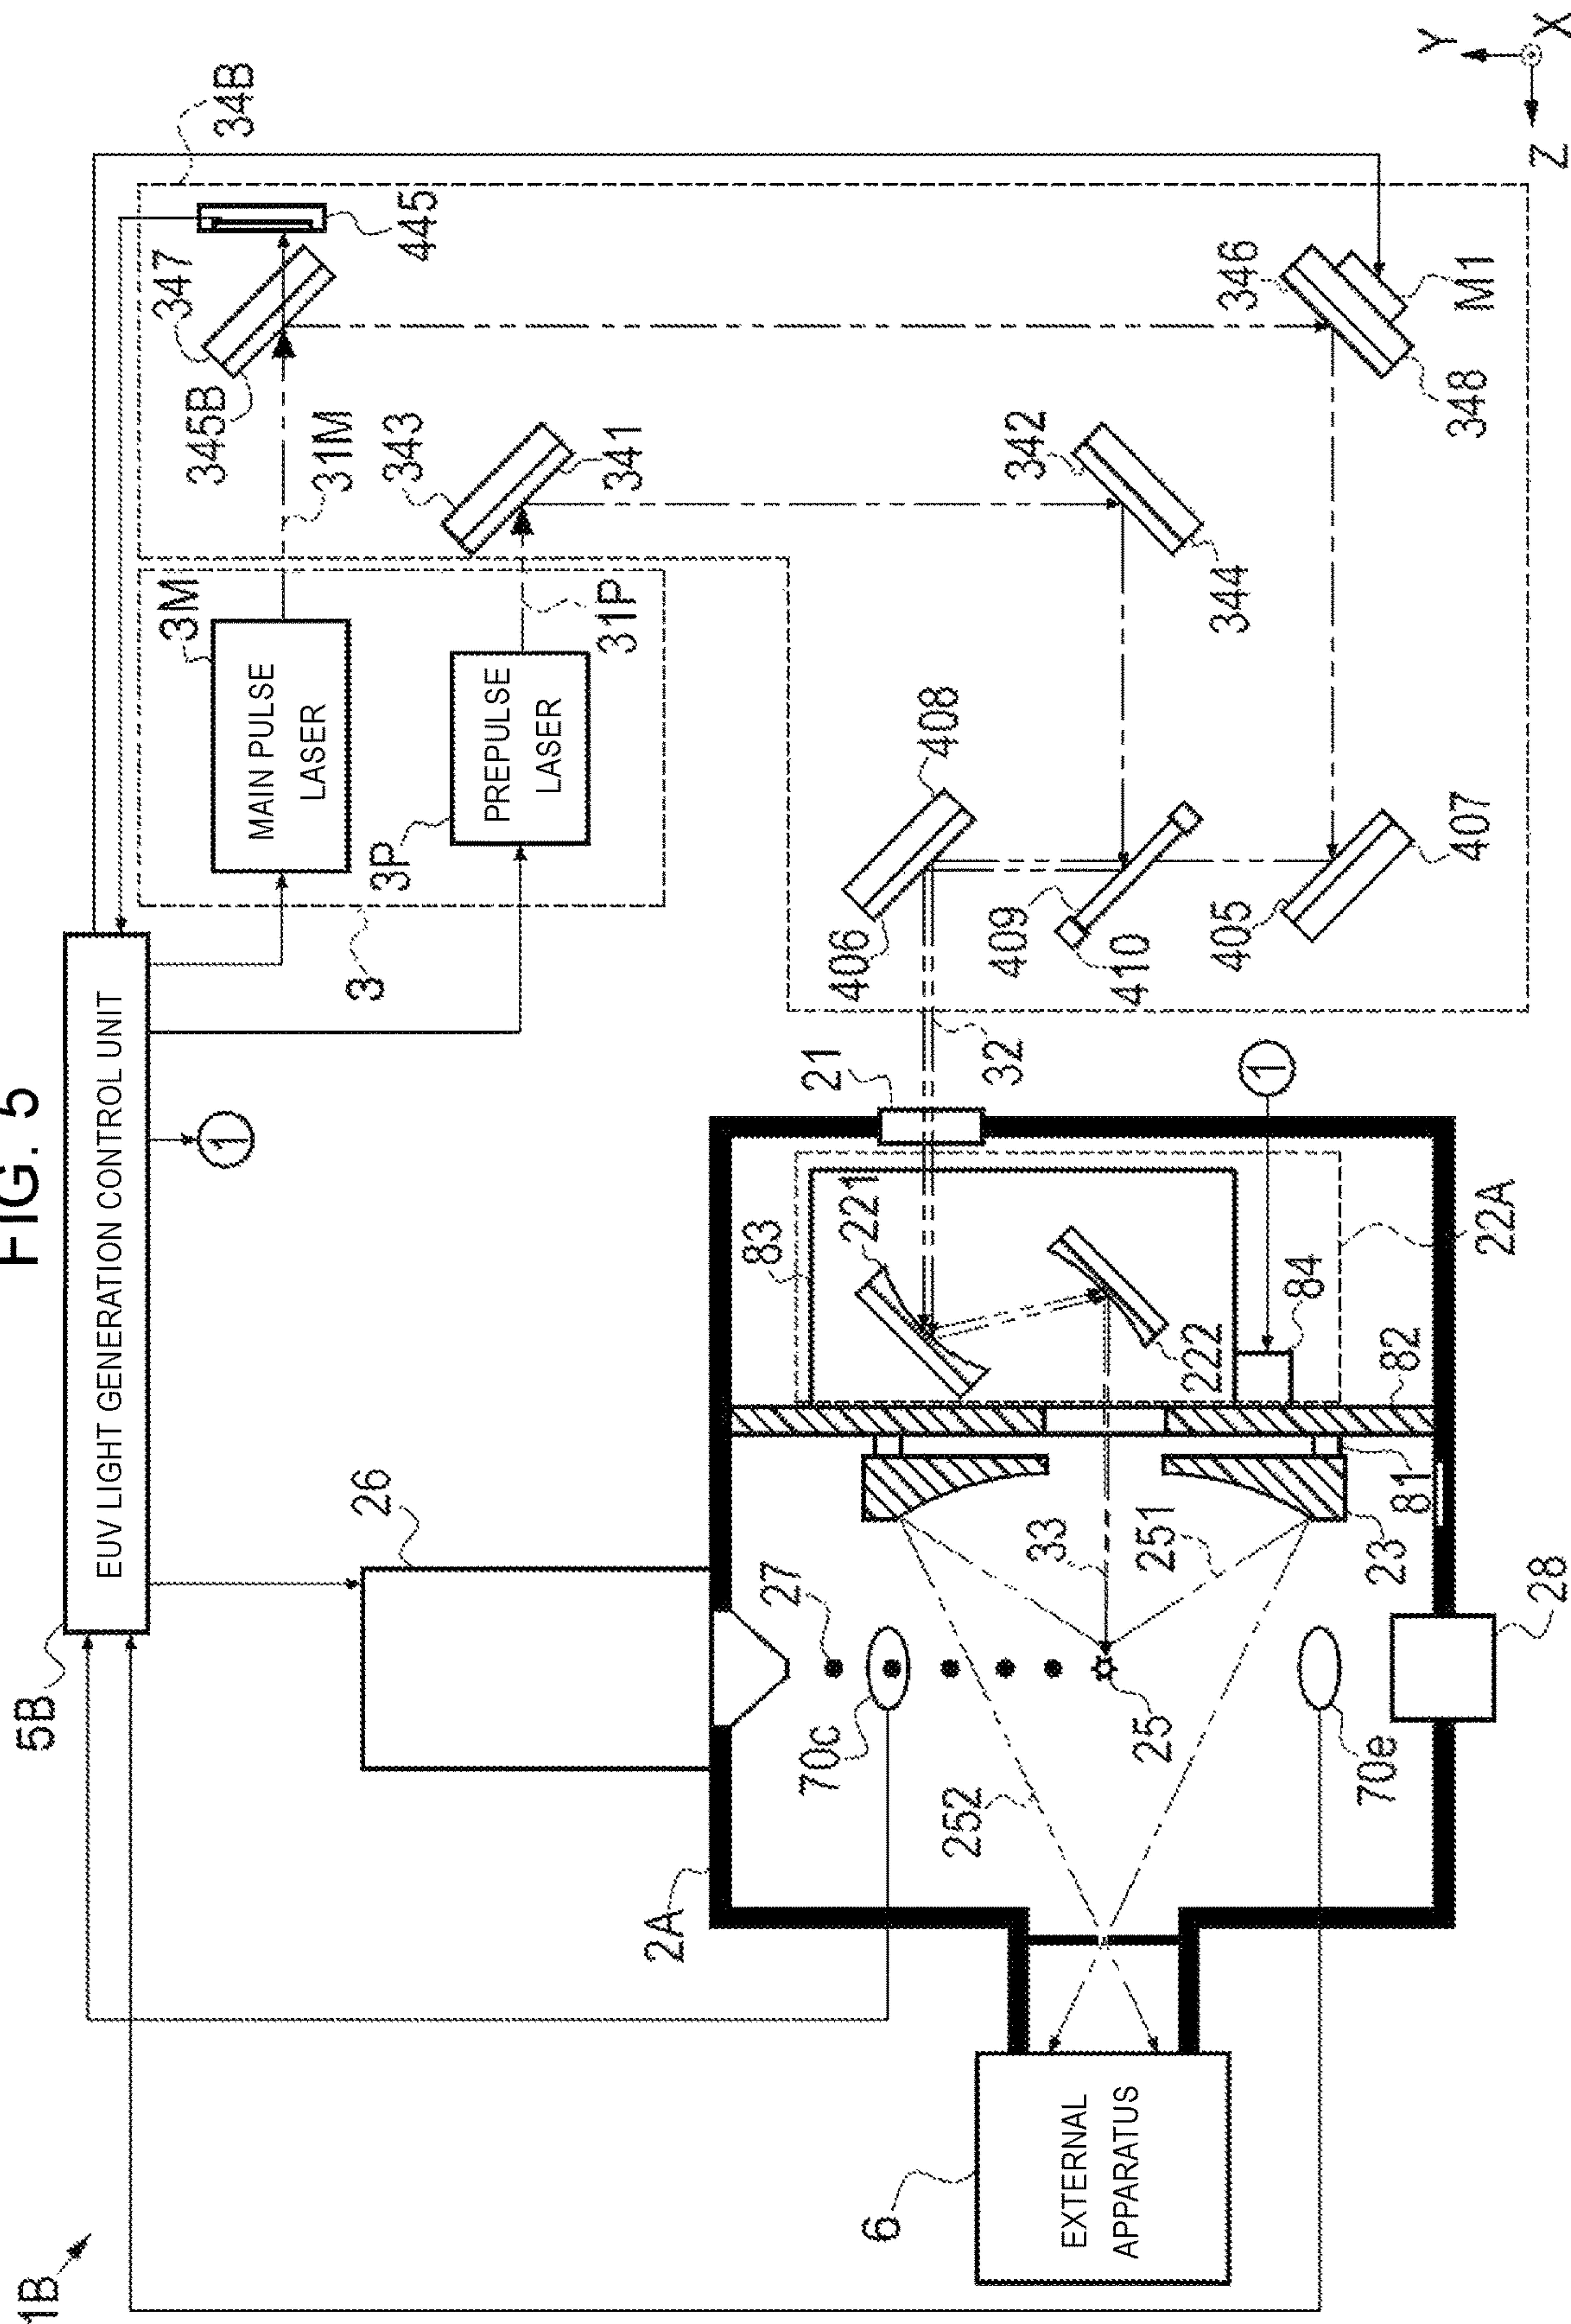 FIG. 5
1B
5B
EUV LIGHT GENERATION CONTROL UNIT
1
3
3M
MAIN PULSE
LASER
3P
PREPULSE
LASER
31M
31P
34B
445
347
345B
343
341
342
344
346
M1
348
408
406
409
410
405
407
32
21
1
26
27
83
221
222
84
22A
82
81
23
33
251
252
25
70c
70e
28
2A
6
EXTERNAL
APPARATUS
Y
X
Z